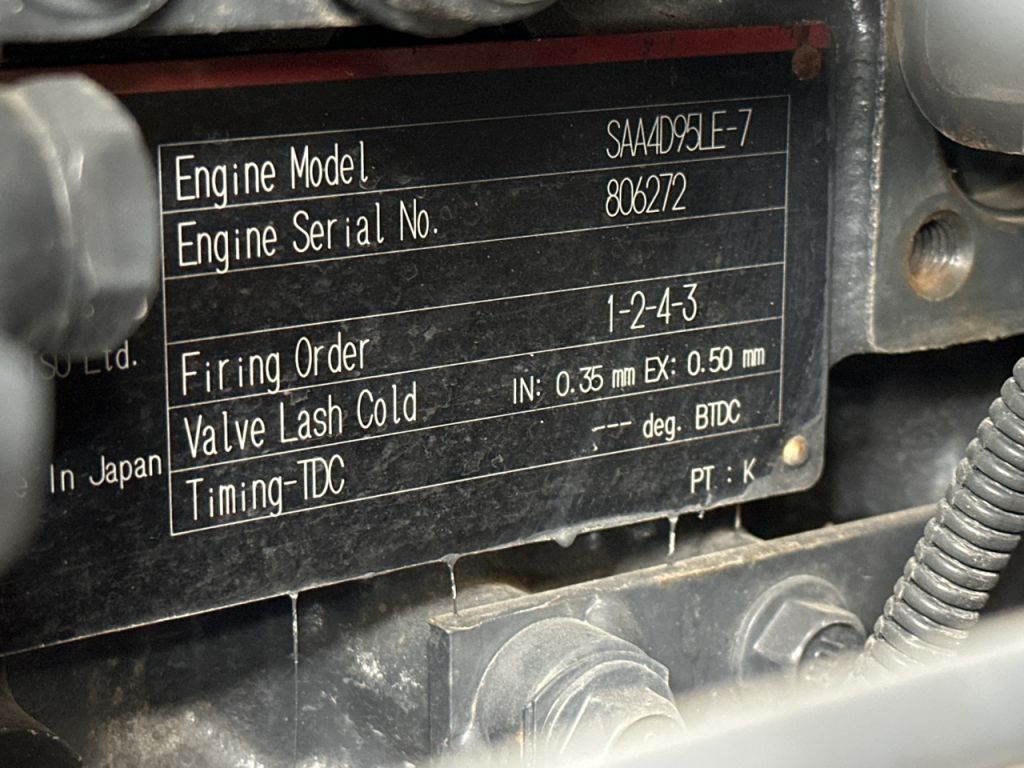 Engine Model SAA4D95LE-7
Engine Serial No. 806272
Firing Order 1-2-4-3
Valve Lash Cold IN: 0.35 mm EX: 0.50 mm
Timing-TDC --- deg. BTDC
PT : K
Ltd.
In Japan